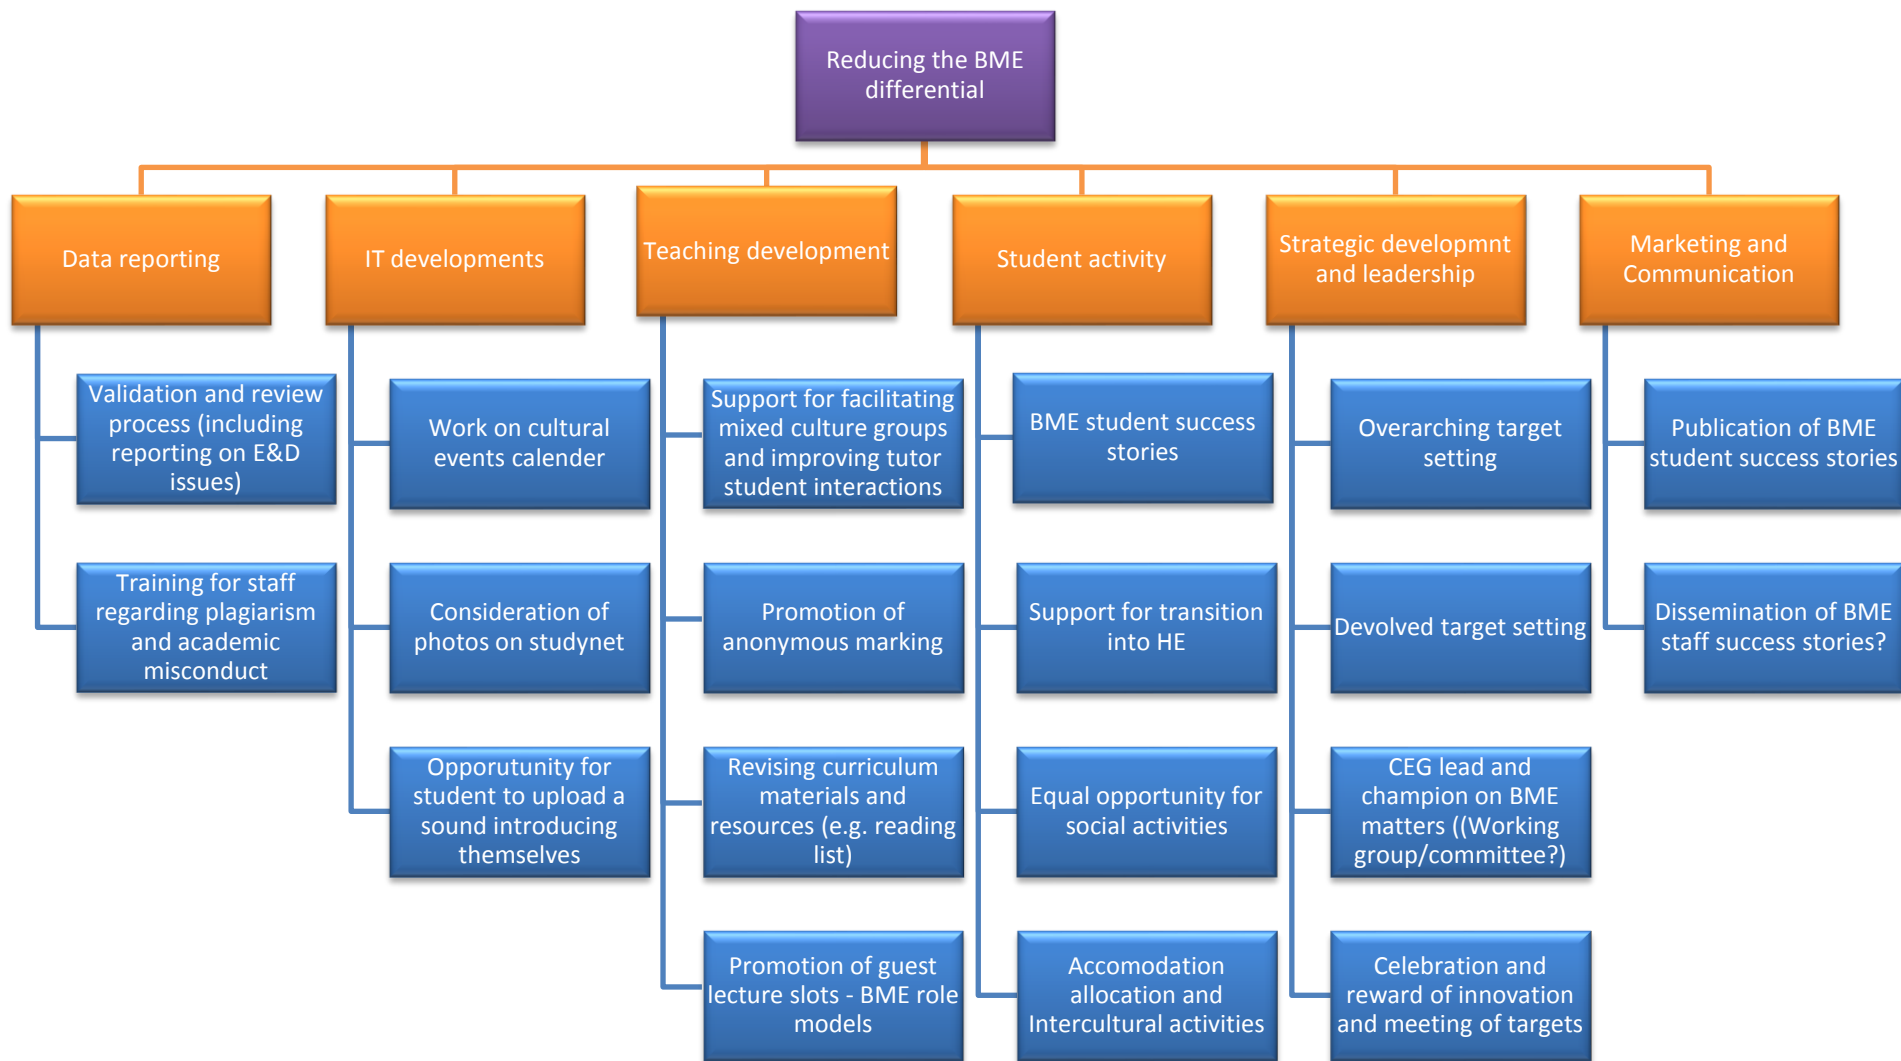 Reducing the BME
differential
Data reporting
IT developments
Teaching development
Student activity
Strategic developmnt
and leadership
Marketing and
Communication
Validation and review
process (including
reporting on E&D
issues)
Training for staff
regarding plagiarism
and academic
misconduct
Work on cultural
events calender
Consideration of
photos on studynet
Opporutunity for
student to upload a
sound introducing
themselves
Support for facilitating
mixed culture groups
and improving tutor
student interactions
Promotion of
anonymous marking
Revising curriculum
materials and
resources (e.g. reading
list)
Promotion of guest
lecture slots - BME role
models
BME student success
stories
Support for transition
into HE
Equal opportunity for
social activities
Accomodation
allocation and
Intercultural activities
Overarching target
setting
Devolved target setting
CEG lead and
champion on BME
matters ((Working
group/committee?)
Celebration and
reward of innovation
and meeting of targets
Publication of BME
student success stories
Dissemination of BME
staff success stories?